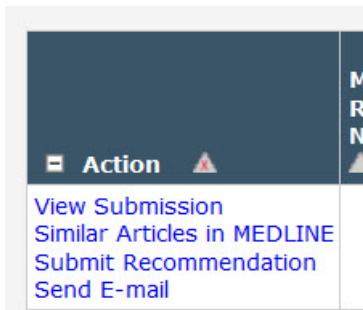 M
R
N
Action
View Submission
Similar Articles in MEDLINE
Submit Recommendation
Send E-mail